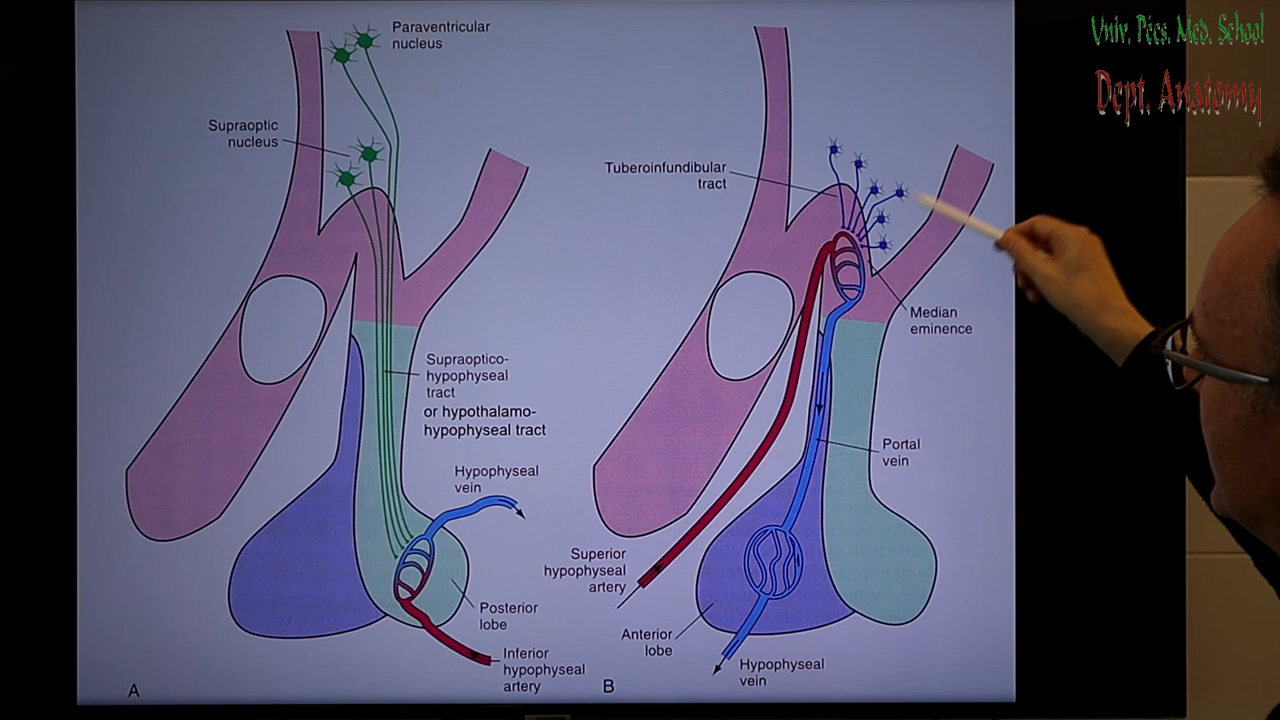 Univ. Pécs. Med. School
Dept. Anatomy
Paraventricular
nucleus
Supraoptic
nucleus
Supraoptico-
hypophyseal
tract
or hypothalamo-
hypophyseal tract
Hypophyseal
vein
Posterior
lobe
Inferior
hypophyseal
artery
A
Tuberoinfundibular
tract
Median
eminence
Portal
vein
Superior
hypophyseal
artery
Anterior
lobe
Hypophyseal
vein
B